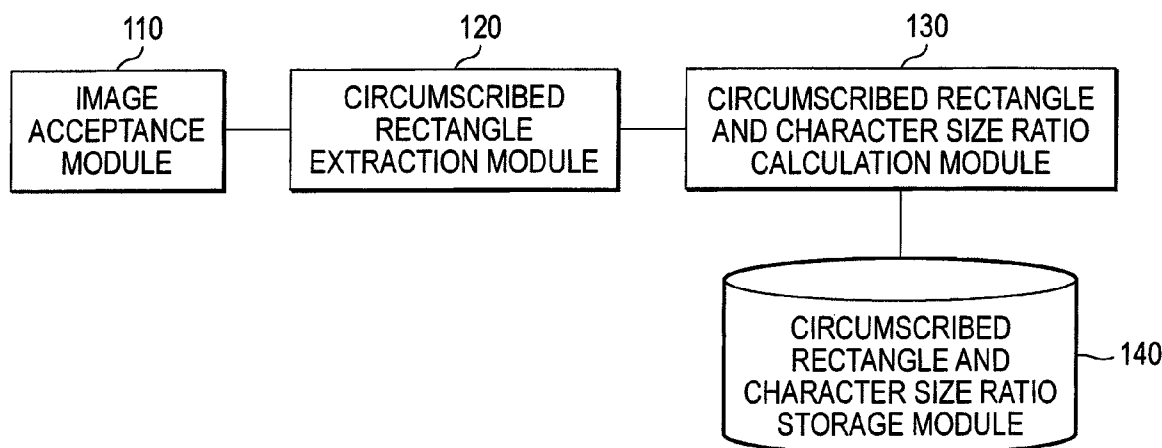 110
120
130
IMAGE
ACCEPTANCE
MODULE
CIRCUMSCRIBED
RECTANGLE
EXTRACTION MODULE
CIRCUMSCRIBED RECTANGLE
AND CHARACTER SIZE RATIO
CALCULATION MODULE
CIRCUMSCRIBED
RECTANGLE AND
CHARACTER SIZE RATIO
STORAGE MODULE
140